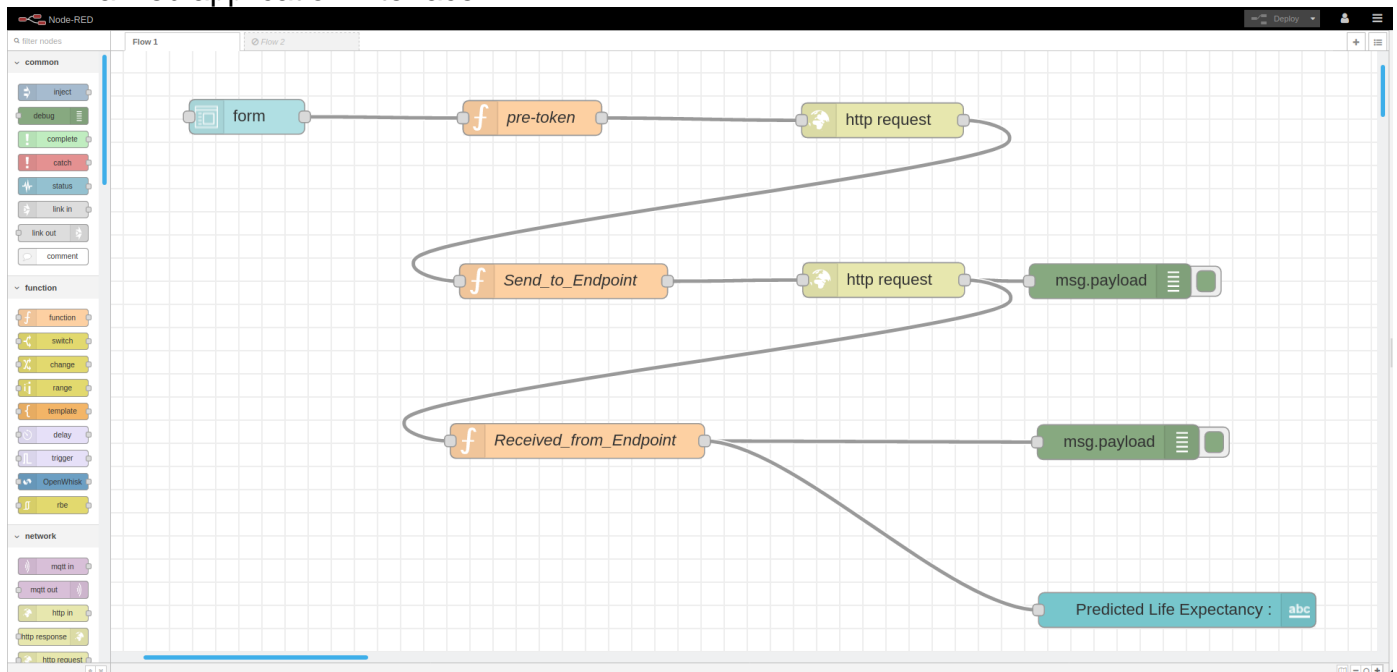 Node-RED
Deploy
filter nodes
Flow 1
Flow 2
common
inject
debug
complete
catch
status
link in
link out
comment
function
function
switch
change
range
template
delay
trigger
OpenWhisk
rbe
network
mqtt in
mqtt out
http in
http response
http request
form
pre-token
http request
Send_to_Endpoint
http request
msg.payload
Received_from_Endpoint
msg.payload
Predicted Life Expectancy :
abc